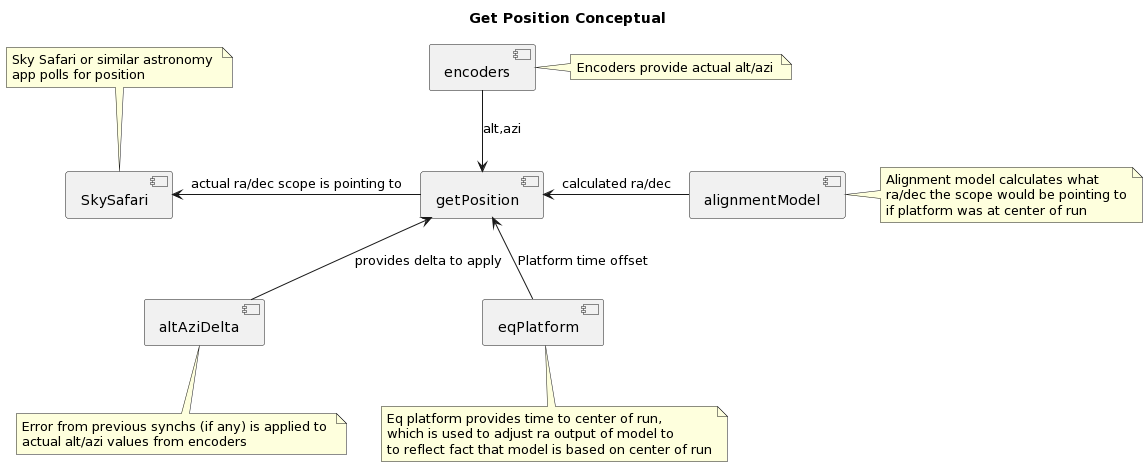 Get Position Conceptual
Sky Safari or similar astronomy
app polls for position
encoders
Encoders provide actual alt/azi
alt,azi
SkySafari
actual ra/dec scope is pointing to
getPosition
calculated ra/dec
alignmentModel
Alignment model calculates what
ra/dec the scope would be pointing to
if platform was at center of run
provides delta to apply
Platform time offset
altAziDelta
eqPlatform
Error from previous synchs (if any) is applied to
actual alt/azi values from encoders
Eq platform provides time to center of run,
which is used to adjust ra output of model to
to reflect fact that model is based on center of run